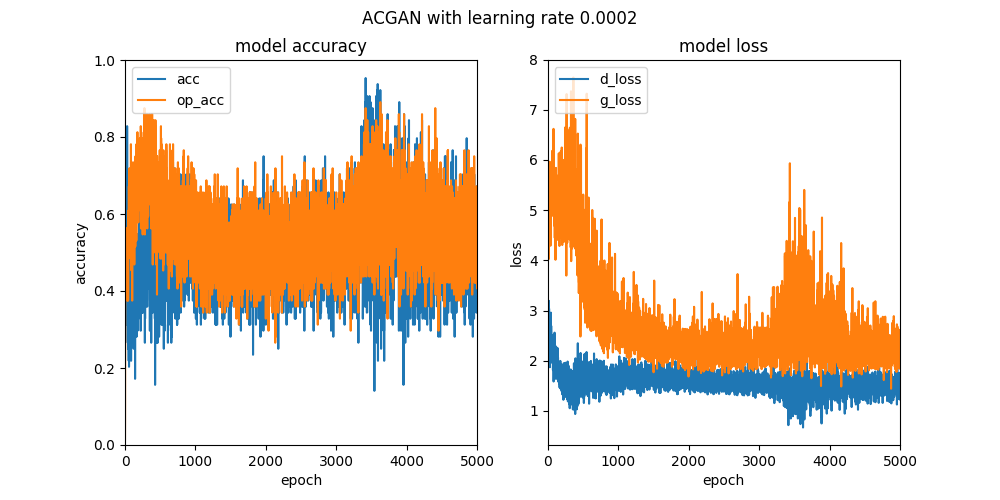 ACGAN with learning rate 0.0002
model accuracy
acc
op_acc
1.0
0.8
0.6
0.4
0.2
0.0
accuracy
0
1000
2000
3000
4000
5000
epoch
model loss
d_loss
g_loss
8
7
6
5
4
3
2
1
loss
0
1000
2000
3000
4000
5000
epoch